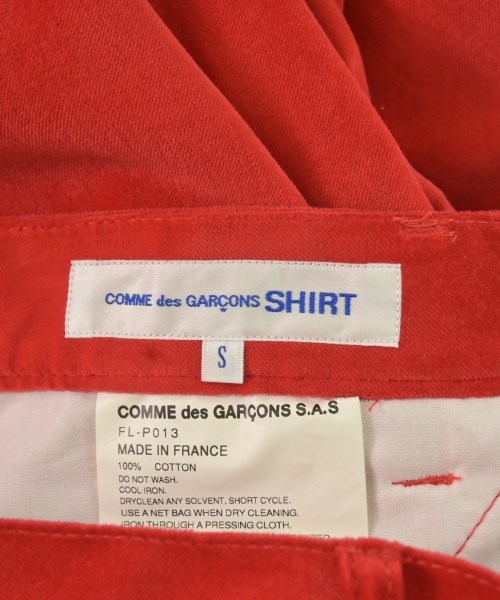 COMME des GARÇONS SHIRT
S
COMME des GARÇONS S.A.S
FL-P013
MADE IN FRANCE
100% COTTON
DO NOT WASH.
COOL IRON.
DRYCLEAN ANY SOLVENT, SHORT CYCLE.
USE A NET BAG WHEN DRY CLEANING.
IRON THROUGH A PRESSING CLOTH.